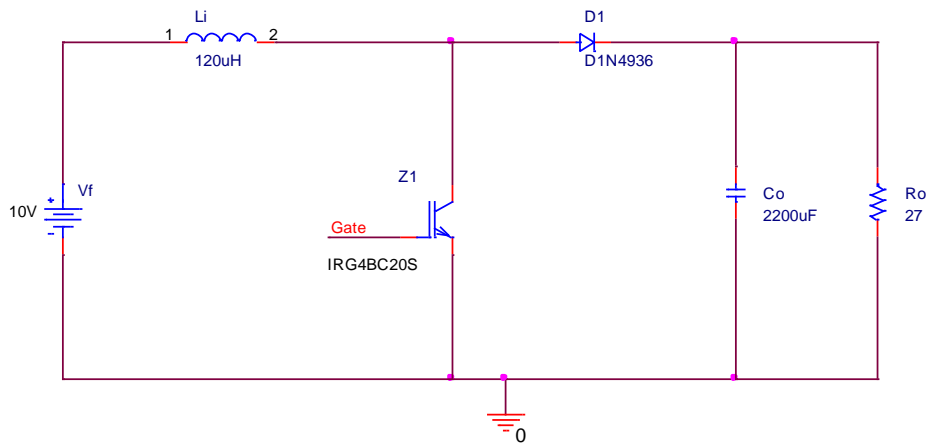 Li
1
2
120uH
D1
D1N4936
10V
Vf
Z1
Gate
IRG4BC20S
Co
2200uF
Ro
27
0